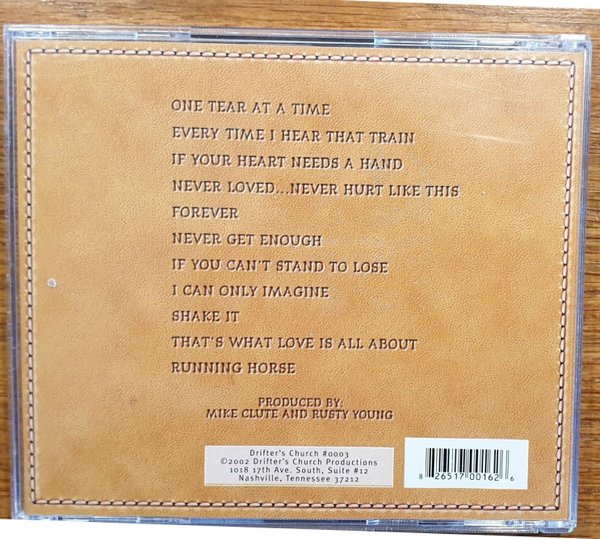 ONE TEAR AT A TIME
EVERY TIME I HEAR THAT TRAIN
IF YOUR HEART NEEDS A HAND
NEVER LOVED...NEVER HURT LIKE THIS
FOREVER
NEVER GET ENOUGH
IF YOU CAN'T STAND TO LOSE
I CAN ONLY IMAGINE
SHAKE IT
THAT'S WHAT LOVE IS ALL ABOUT
RUNNING HORSE
PRODUCED BY:
MIKE CLUTE AND RUSTY YOUNG
Drifter's Church #0003
©2002 Drifter's Church Productions
1018 17th Ave. South, Suite #12
Nashville, Tennessee 37212
8 26517 00162 6